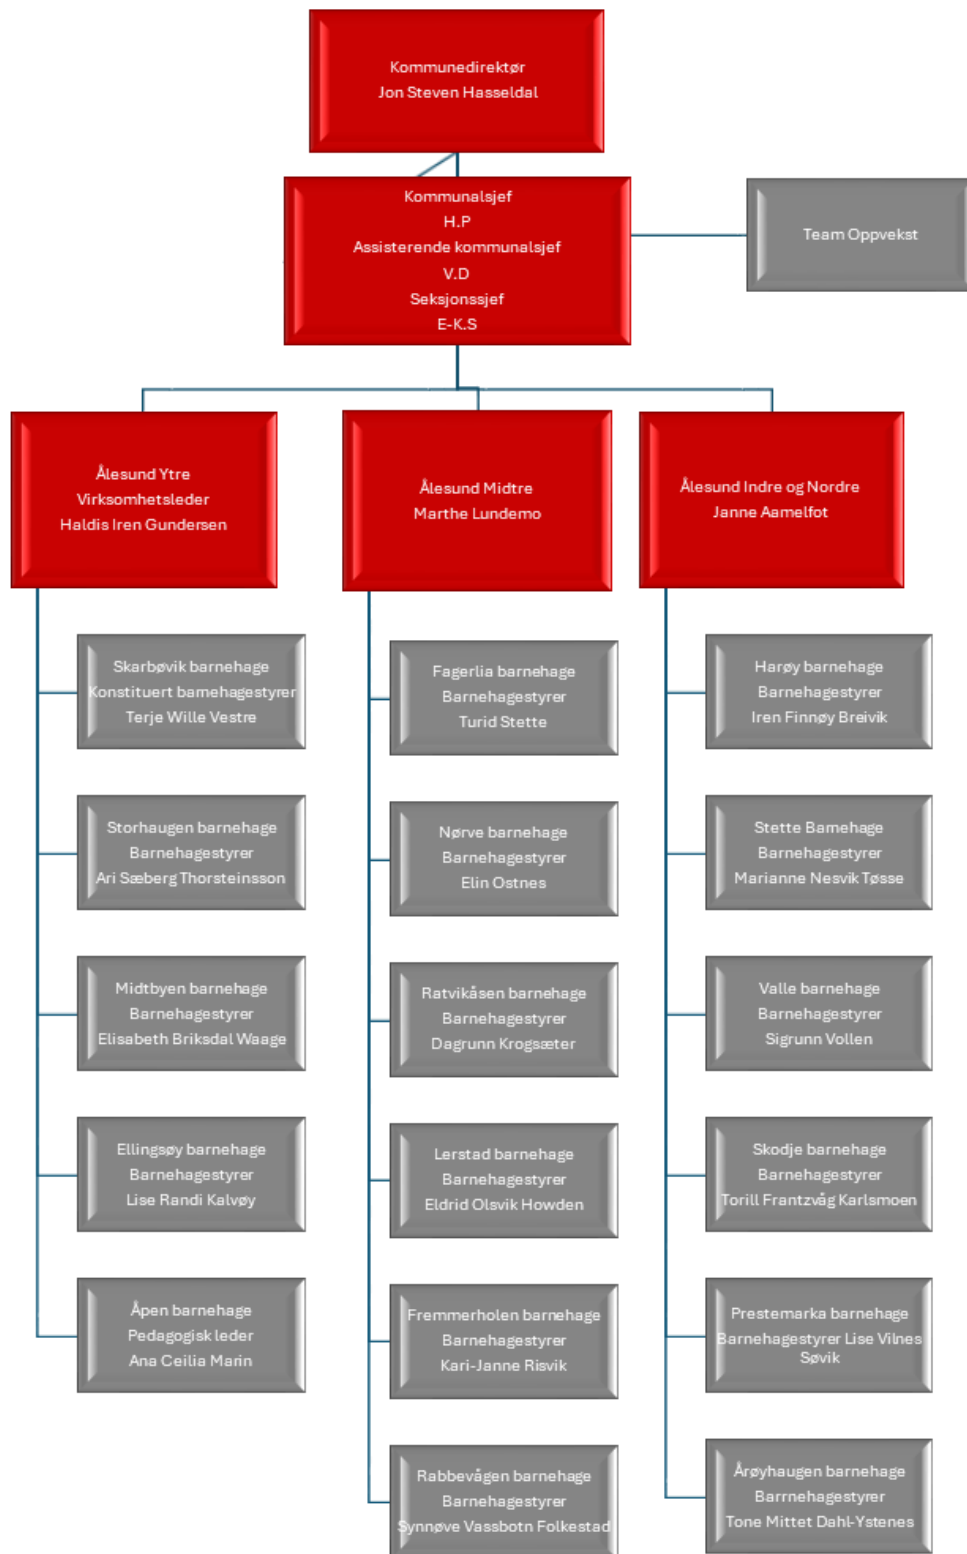 Kommunedirektør
Jon Steven Hasseldal
Kommunalsjef
H.P
Assisterende kommunalsjef
V.D
Seksjonssjef
E-K.S
Team Oppvekst
Ålesund Ytre
Virksomhetsleder
Haldis Iren Gundersen
Ålesund Midtre
Marthe Lundemo
Ålesund Indre og Nordre
Janne Aamelfot
Skarbøvik barnehage
Konstituert barnehagestyrer
Terje Wille Vestre
Storhaugen barnehage
Barnehagestyrer
Ari Sæberg Thorsteinsson
Midtbyen barnehage
Barnehagestyrer
Elisabeth Briksdal Waage
Ellingsøy barnehage
Barnehagestyrer
Lise Randi Kalvøy
Åpen barnehage
Pedagogisk leder
Ana Ceilia Marin
Fagerlia barnehage
Barnehagestyrer
Turid Stette
Nørve barnehage
Barnehagestyrer
Elin Ostnes
Ratvikåsen barnehage
Barnehagestyrer
Dagrunn Krogsæter
Lerstad barnehage
Barnehagestyrer
Eldrid Olsvik Howden
Fremmerholen barnehage
Barnehagestyrer
Kari-Janne Risvik
Rabbevågen barnehage
Barnehagestyrer
Synnøve Vassbotn Folkestad
Harøy barnehage
Barnehagestyrer
Iren Finnøy Breivik
Stette Barnehage
Barnehagestyrer
Marianne Nesvik Tøsse
Valle barnehage
Barnehagestyrer
Sigrunn Vollen
Skodje barnehage
Barnehagestyrer
Torill Frantzvåg Karlsmoen
Prestemarka barnehage
Barnehagestyrer Lise Vilnes
Søvik
Årøyhaugen barnehage
Barrnehagestyrer
Tone Mittet Dahl-Ystenes